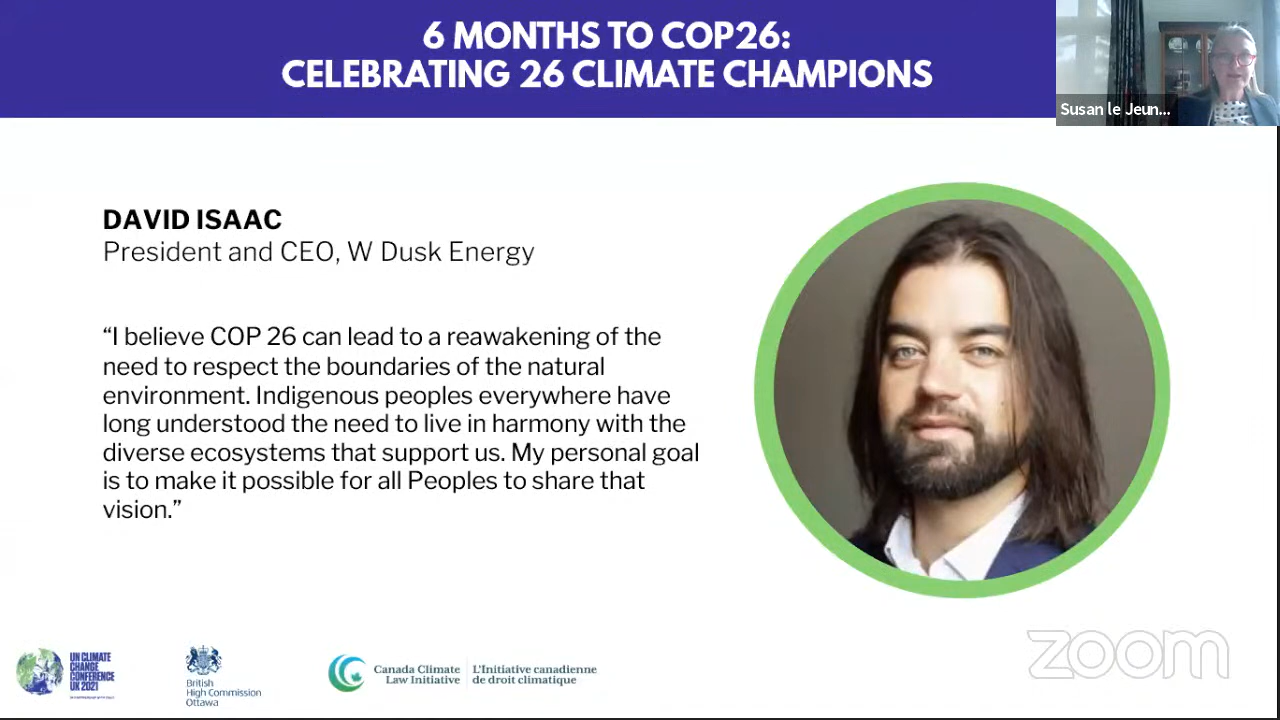 6 MONTHS TO COP26:
CELEBRATING 26 CLIMATE CHAMPIONS
Susan le Jeun...
DAVID ISAAC
President and CEO, W Dusk Energy
“I believe COP 26 can lead to a reawakening of the
need to respect the boundaries of the natural
environment. Indigenous peoples everywhere have
long understood the need to live in harmony with the
diverse ecosystems that support us. My personal goal
is to make it possible for all Peoples to share that
vision.”
UN CLIMATE
CHANGE
CONFERENCE
UK 2021
British
High Commission
Ottawa
Canada Climate
Law Initiative
L'Initiative canadienne
de droit climatique
zoom